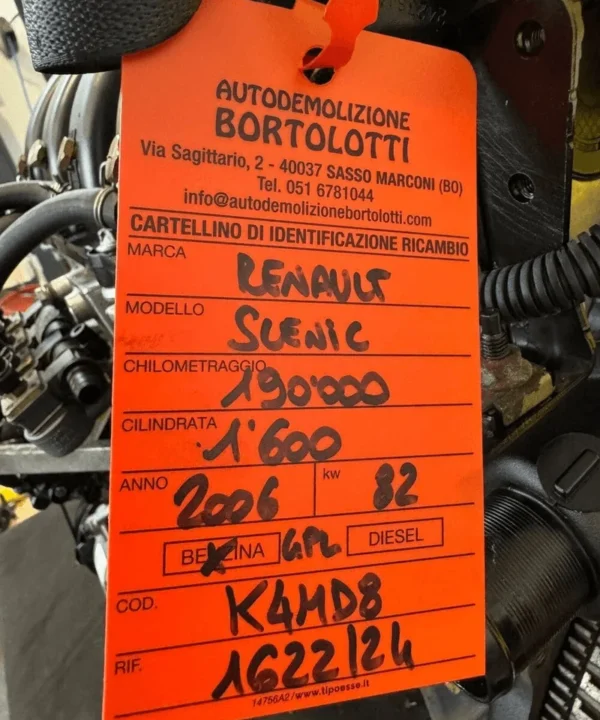 AUTODEMOLIZIONE
BORTOLOTTI
Via Sagittario, 2 - 40037 SASSO MARCONI (BO)
Tel. 051 6781044
info@autodemolizionebortolotti.com
CARTELLINO DI IDENTIFICAZIONE RICAMBIO
MARCA RENAULT
MODELLO SCENIC
CHILOMETRAGGIO 190'000
CILINDRATA 1'600
ANNO 2006 kw 82
BENZINA GPL DIESEL
COD. K4MD8
RIF. 1622/24
14756A2/www.tipoesse.it